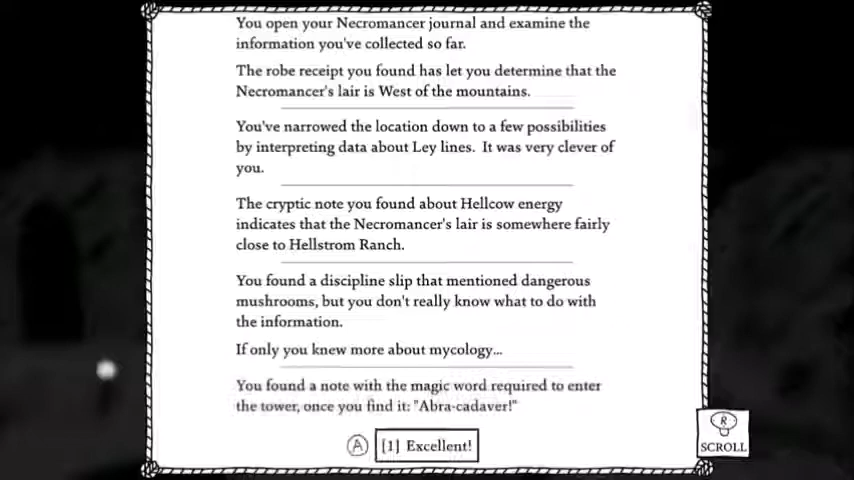 You open your Necromancer journal and examine the
information you've collected so far.
The robe receipt you found has let you determine that the
Necromancer's lair is West of the mountains.
You've narrowed the location down to a few possibilities
by interpreting data about Ley lines. It was very clever of
you.
The cryptic note you found about Hellcow energy
indicates that the Necromancer's lair is somewhere fairly
close to Hellstrom Ranch.
You found a discipline slip that mentioned dangerous
mushrooms, but you don't really know what to do with
the information.
If only you knew more about mycology...
You found a note with the magic word required to enter
the tower, once you find it: "Abra-cadaver!"
A [1] Excellent!
R
SCROLL